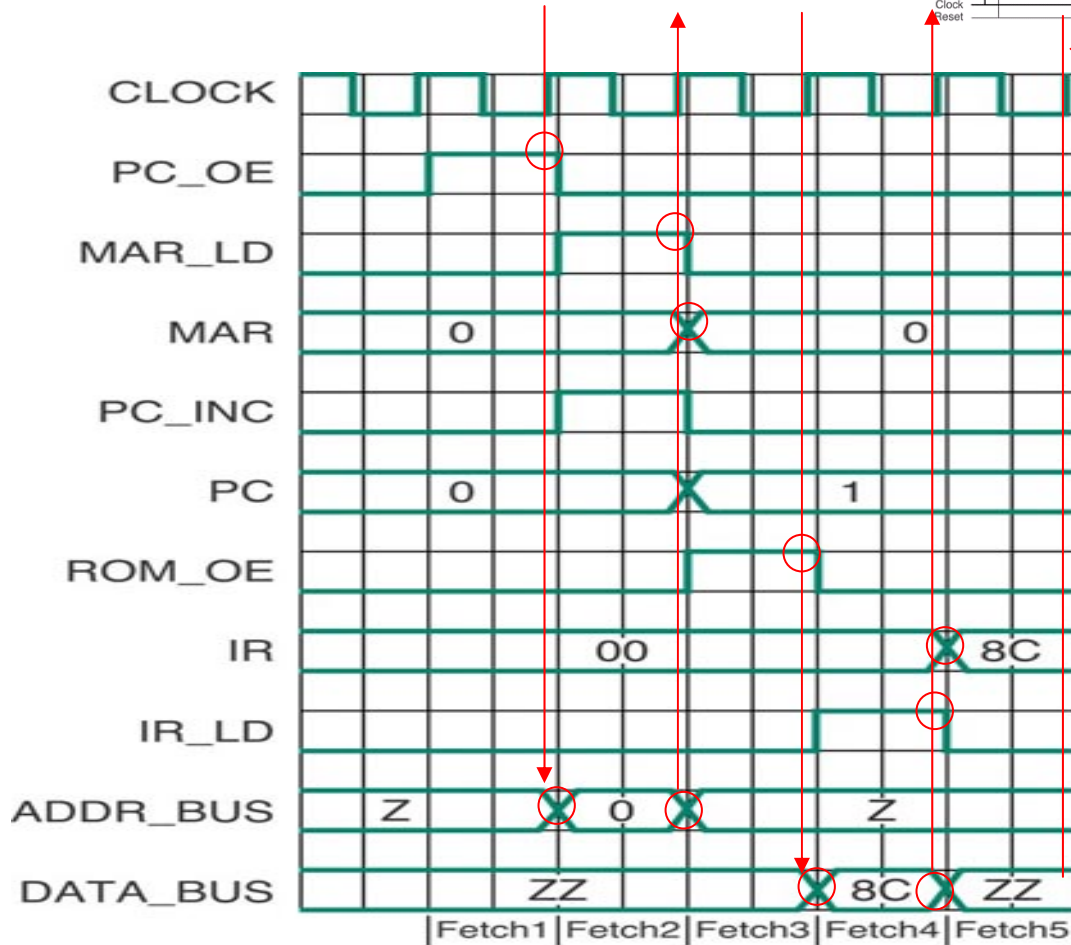 Clock
Reset
CLOCK
PC_OE
MAR_LD
MAR 0 0
PC_INC
PC 0 1
ROM_OE
IR 00 8C
IR_LD
ADDR_BUS Z 0 Z
DATA_BUS ZZ 8C ZZ
Fetch1 Fetch2 Fetch3 Fetch4 Fetch5